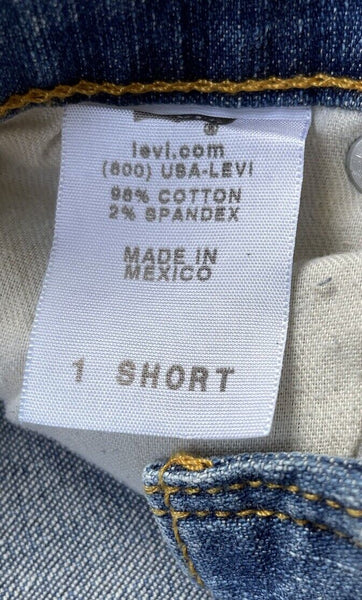 ®
levi.com
(800) USA-LEVI
98% COTTON
2% SPANDEX
MADE IN
MEXICO
1 SHORT